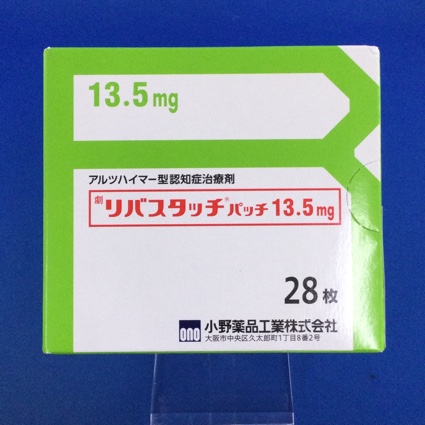 13.5mg
アルツハイマー型認知症治療剤
劇 リバスタッチ®パッチ 13.5mg
28枚
ono 小野薬品工業株式会社
大阪市中央区久太郎町1丁目8番2号